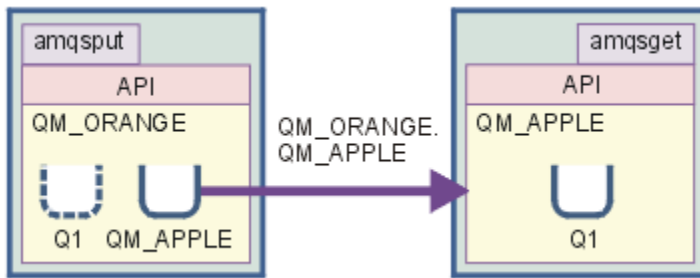 amqsput
API
QM_ORANGE
Q1 QM_APPLE
QM_ORANGE.
QM_APPLE
amqsget
API
QM_APPLE
Q1